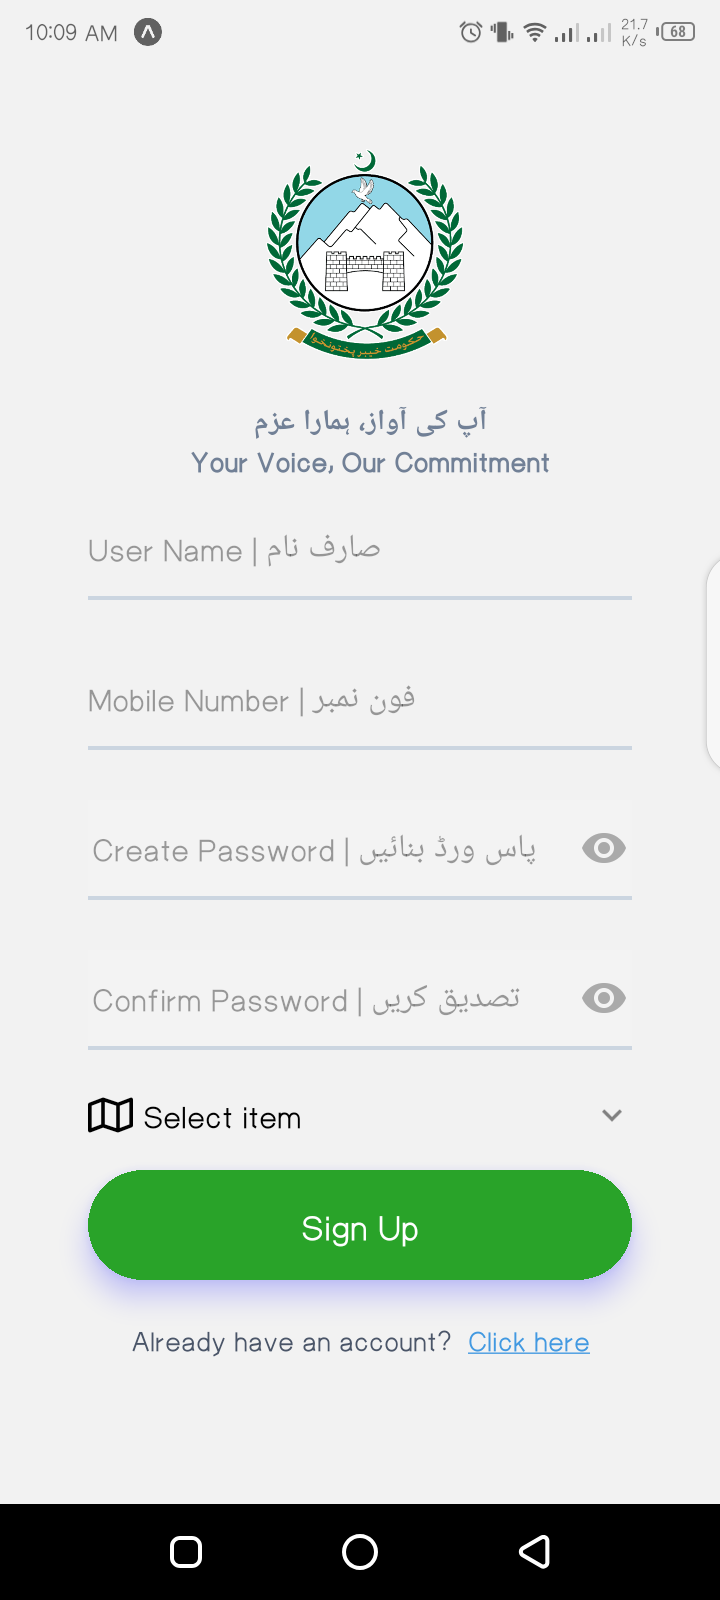 10:09 AM
21.7 K/s
68
حکومت خیبر پختونخوا
آپ کی آواز، ہمارا عزم
Your Voice, Our Commitment
User Name | صارف نام
Mobile Number | فون نمبر
Create Password | پاس ورڈ بنائیں
Confirm Password | تصدیق کریں
Select item
Sign Up
Already have an account? Click here